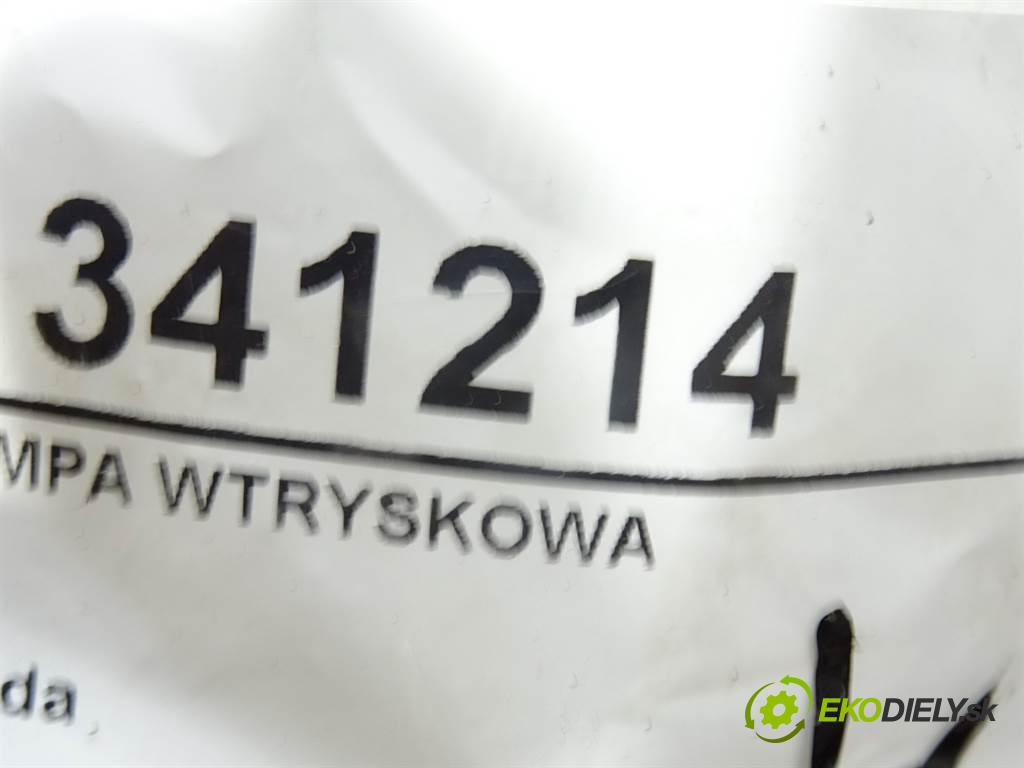 341214
MPA WTRYSKOWA
da
EKODIELY.sk